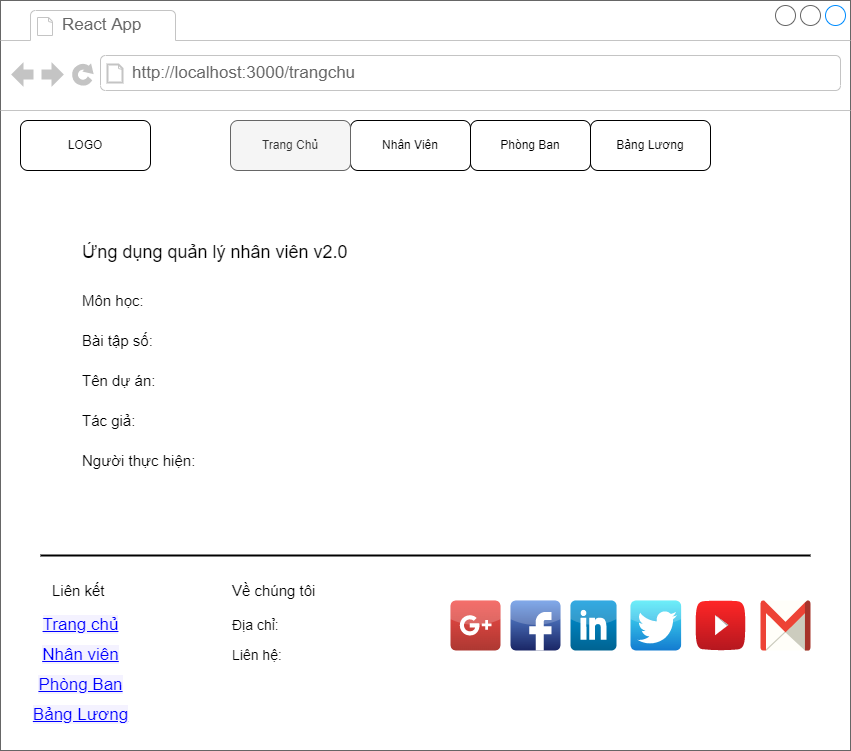 React App
http://localhost:3000/trangchu
LOGO
Trang Chủ
Nhân Viên
Phòng Ban
Bảng Lương
Ứng dụng quản lý nhân viên v2.0
Môn học:
Bài tập số:
Tên dự án:
Tác giả:
Người thực hiện:
Liên kết
Trang chủ
Nhân viên
Phòng Ban
Bảng Lương
Về chúng tôi
Địa chỉ:
Liên hệ:
G+
f
in